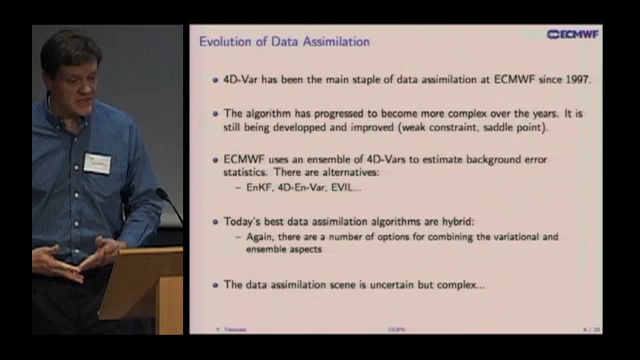 Evolution of Data Assimilation
ECMWF
4D-Var has been the main staple of data assimilation at ECMWF since 1997.
The algorithm has progressed to become more complex over the years. It is
still being developped and improved (weak constraint, saddle point).
ECMWF uses an ensemble of 4D-Vars to estimate background error
statistics. There are alternatives:
– EnKF, 4D-En-Var, EVIL...
Today's best data assimilation algorithms are hybrid:
– Again, there are a number of options for combining the variational and
ensemble aspects
The data assimilation scene is uncertain but complex...